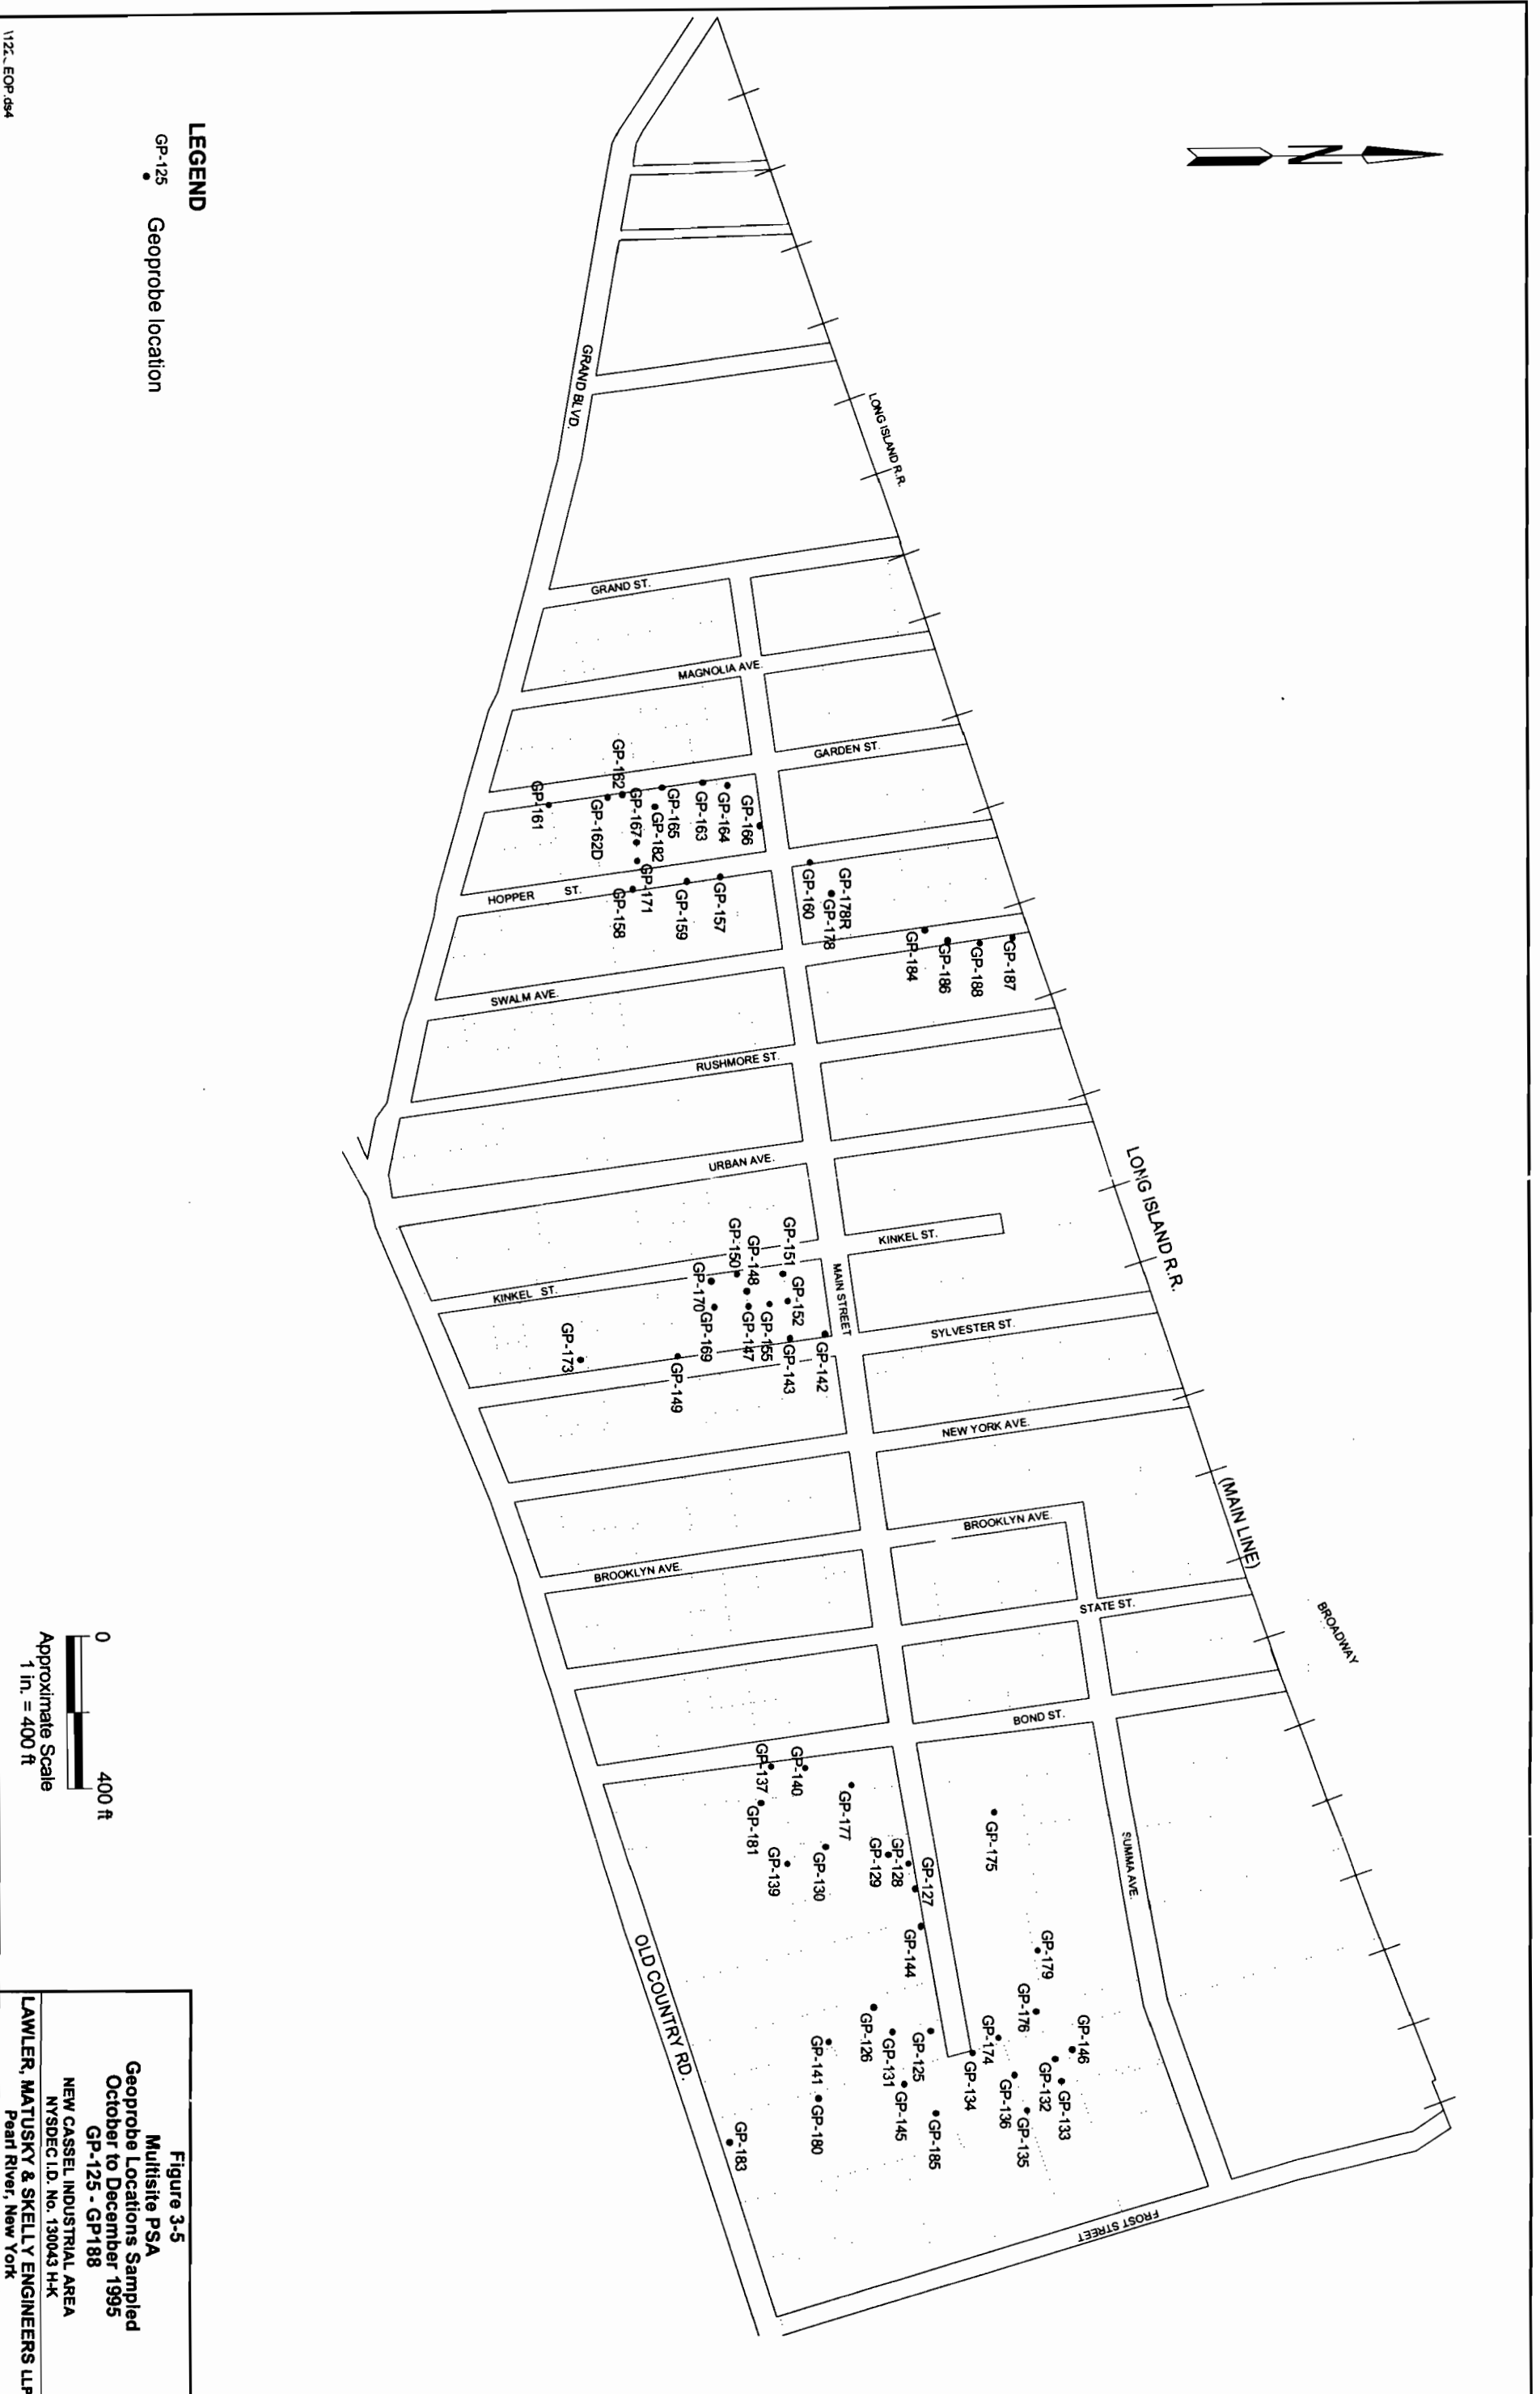 LONG ISLAND R.R.
GRAND BLVD.
GRAND ST.
MAGNOLIA AVE.
GARDEN ST.
HOPPER ST.
SWALM AVE.
RUSHMORE ST.
URBAN AVE.
KINKEL ST.
KINKEL ST.
MAIN STREET
SYLVESTER ST.
NEW YORK AVE.
BROOKLYN AVE.
BROOKLYN AVE.
STATE ST.
BOND ST.
SUMMA AVE.
LONG ISLAND R.R.
(MAIN LINE)
BROADWAY
OLD COUNTRY RD.
FROST STREET
GP-161
GP-162
GP-162D
GP-167
GP-182
GP-165
GP-163
GP-164
GP-166
GP-171
GP-158
GP-159
GP-157
GP-160
GP-178R
GP-178
GP-184
GP-186
GP-188
GP-187
GP-150
GP-148
GP-151
GP-152
GP-170
GP-169
GP-147
GP-155
GP-143
GP-142
GP-149
GP-173
GP-137
GP-140
GP-177
GP-181
GP-139
GP-130
GP-129
GP-128
GP-127
GP-175
GP-144
GP-179
GP-176
GP-146
GP-174
GP-132
GP-133
GP-134
GP-136
GP-135
GP-126
GP-131
GP-125
GP-141
GP-145
GP-180
GP-185
GP-183
N
LEGEND
GP-125 Geoprobe location
0 400 ft
Approximate Scale
1 in. = 400 ft
Figure 3-5
Multisite PSA
Geoprobe Locations Sampled
October to December 1995
GP-125 - GP188
NEW CASSEL INDUSTRIAL AREA
NYSDEC I.D. No. 130043 H-K
LAWLER, MATUSKY & SKELLY ENGINEERS LLP
Pearl River, New York